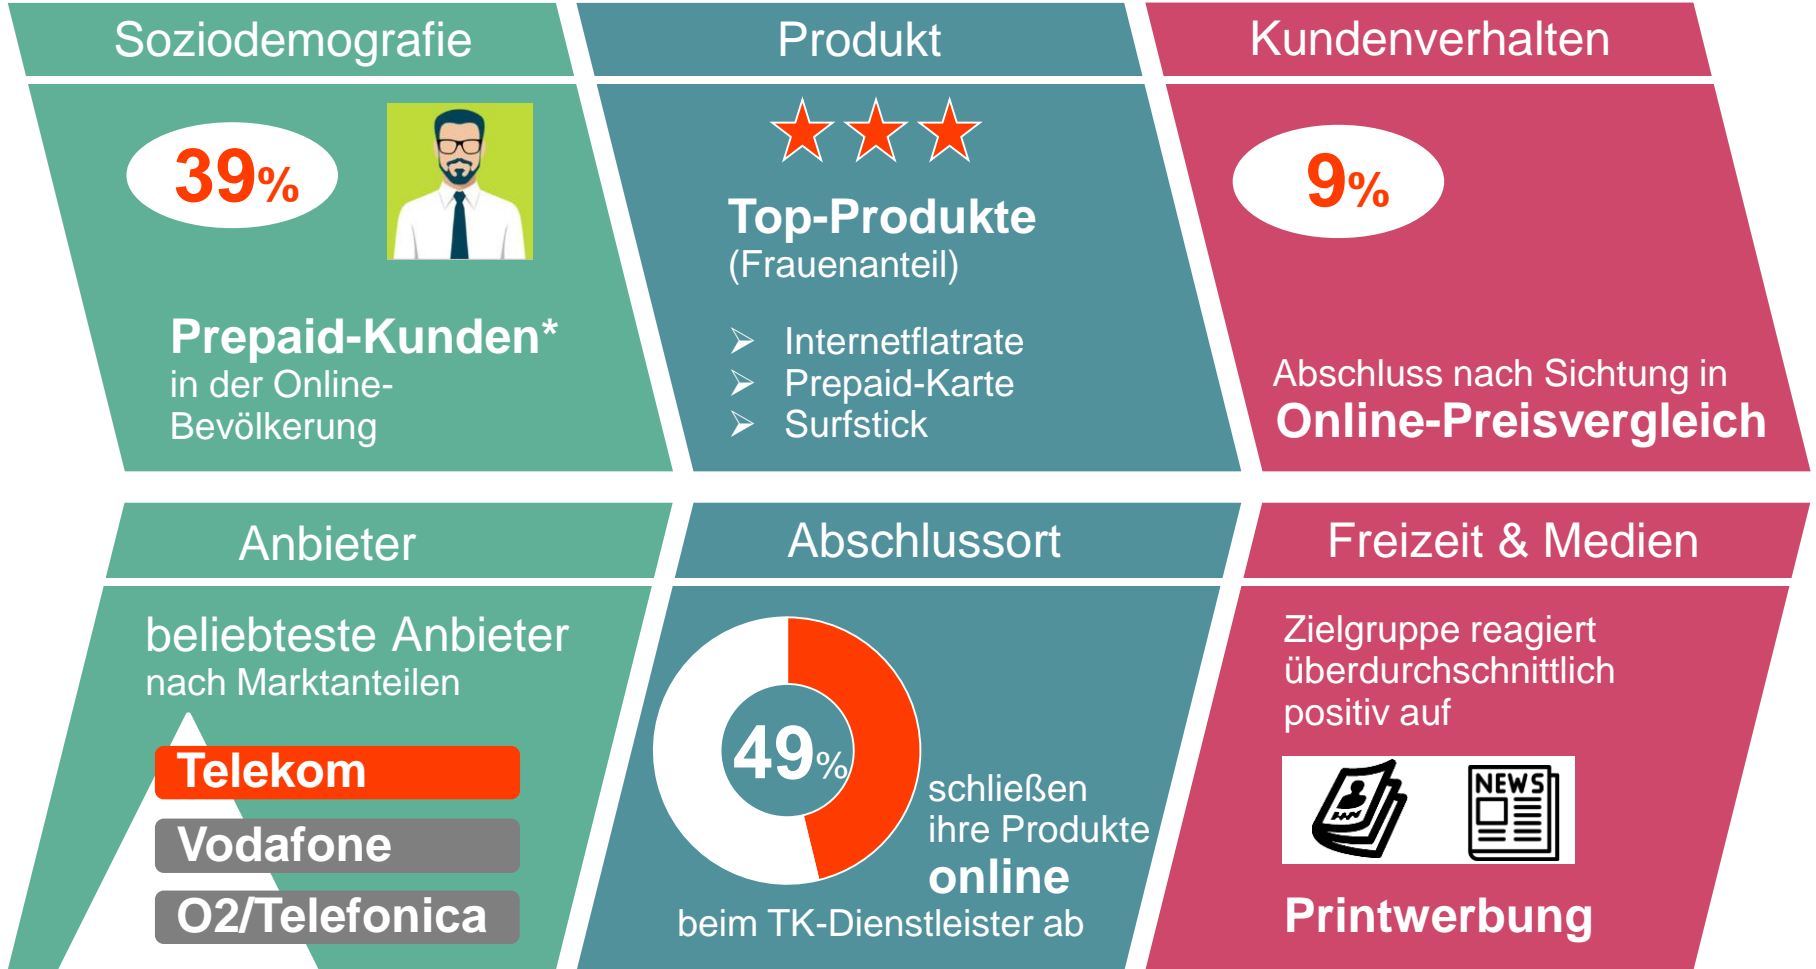 Soziodemografie
39%
Prepaid-Kunden*
in der Online-
Bevölkerung
Produkt
Top-Produkte
(Frauenanteil)
Internetflatrate
Prepaid-Karte
Surfstick
Kundenverhalten
9%
Abschluss nach Sichtung in
Online-Preisvergleich
Anbieter
beliebteste Anbieter
nach Marktanteilen
Telekom
Vodafone
O2/Telefonica
Abschlussort
49%
schließen
ihre Produkte
online
beim TK-Dienstleister ab
Freizeit & Medien
Zielgruppe reagiert
überdurchschnittlich
positiv auf
NEWS
Printwerbung